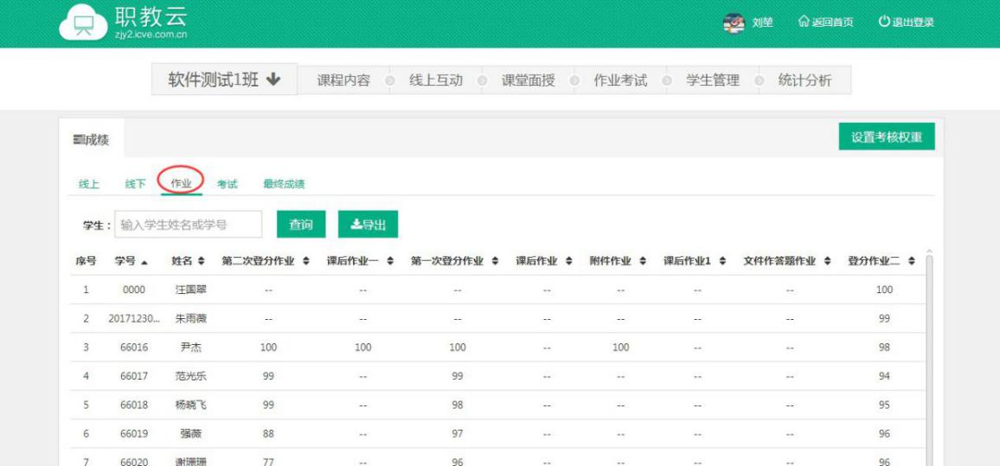 职教云
zjy2.icve.com.cn
刘堃 返回首页 退出登录
软件测试1班 课程内容 线上互动 课堂面授 作业考试 学生管理 统计分析
成绩 设置考核权重
线上 线下 作业 考试 最终成绩
学生： 输入学生姓名或学号 查询 导出
序号 学号 姓名 第二次登分作业 课后作业一 第一次登分作业 课后作业 附件作业 课后作业1 文件作答题作业 登分作业二
1 0000 汪国翠 -- -- -- -- -- -- -- 100
2 20171230... 朱雨薇 -- -- -- -- -- -- -- 99
3 66016 尹杰 100 100 100 -- 100 -- -- 98
4 66017 范光乐 99 -- 99 -- -- -- -- 94
5 66018 杨晓飞 99 -- 98 -- -- -- -- 95
6 66019 强薇 88 -- 97 -- -- -- -- 96
7 66020 谢珊珊 77 -- 96 -- -- -- -- 96